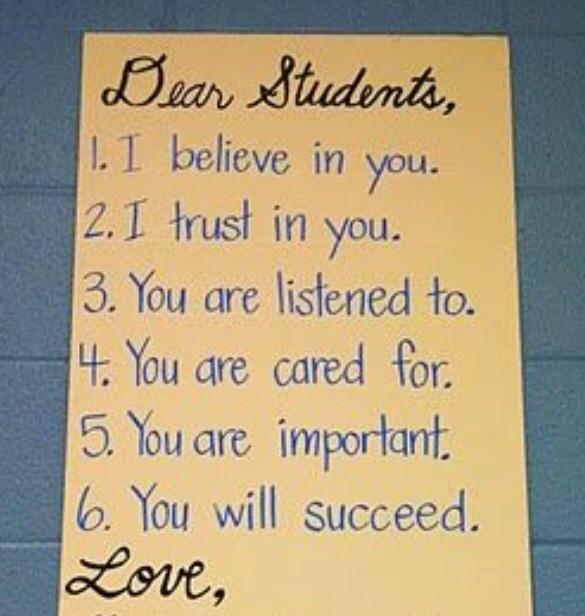 Dear Students,
1. I believe in you.
2. I trust in you.
3. You are listened to.
4. You are cared for.
5. You are important.
6. You will succeed.
Love,